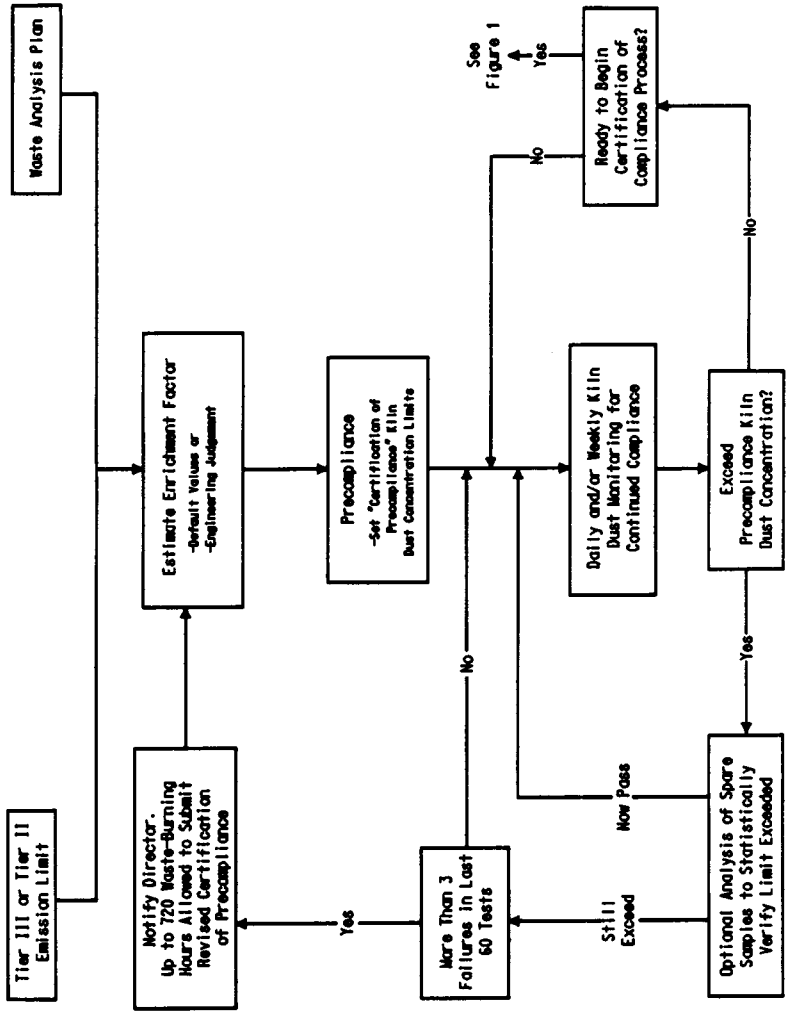 Tier III or Tier II
Emission Limit
Waste Analysis Plan
Notify Director.
Up to 720 Waste-Burning
Hours Allowed to Submit
Revised Certification
of Precompliance
Estimate Enrichment Factor
-Default Values or
-Engineering Judgement
Yes
Precompliance
-Set "Certification of
Precompliance" Kiln
Dust Concentration Limits
More Than 3
Failures in Last
60 Tests
No
No
See
Figure 1
Yes
Still
Exceed
Now Pass
Daily and/or Weekly Kiln
Dust Monitoring for
Continued Compliance
Ready to Begin
Certification of
Compliance Process?
Optional Analysis of Spare
Samples to Statistically
Verify Limit Exceeded
Yes
Exceed
Precompliance Kiln
Dust Concentration?
No